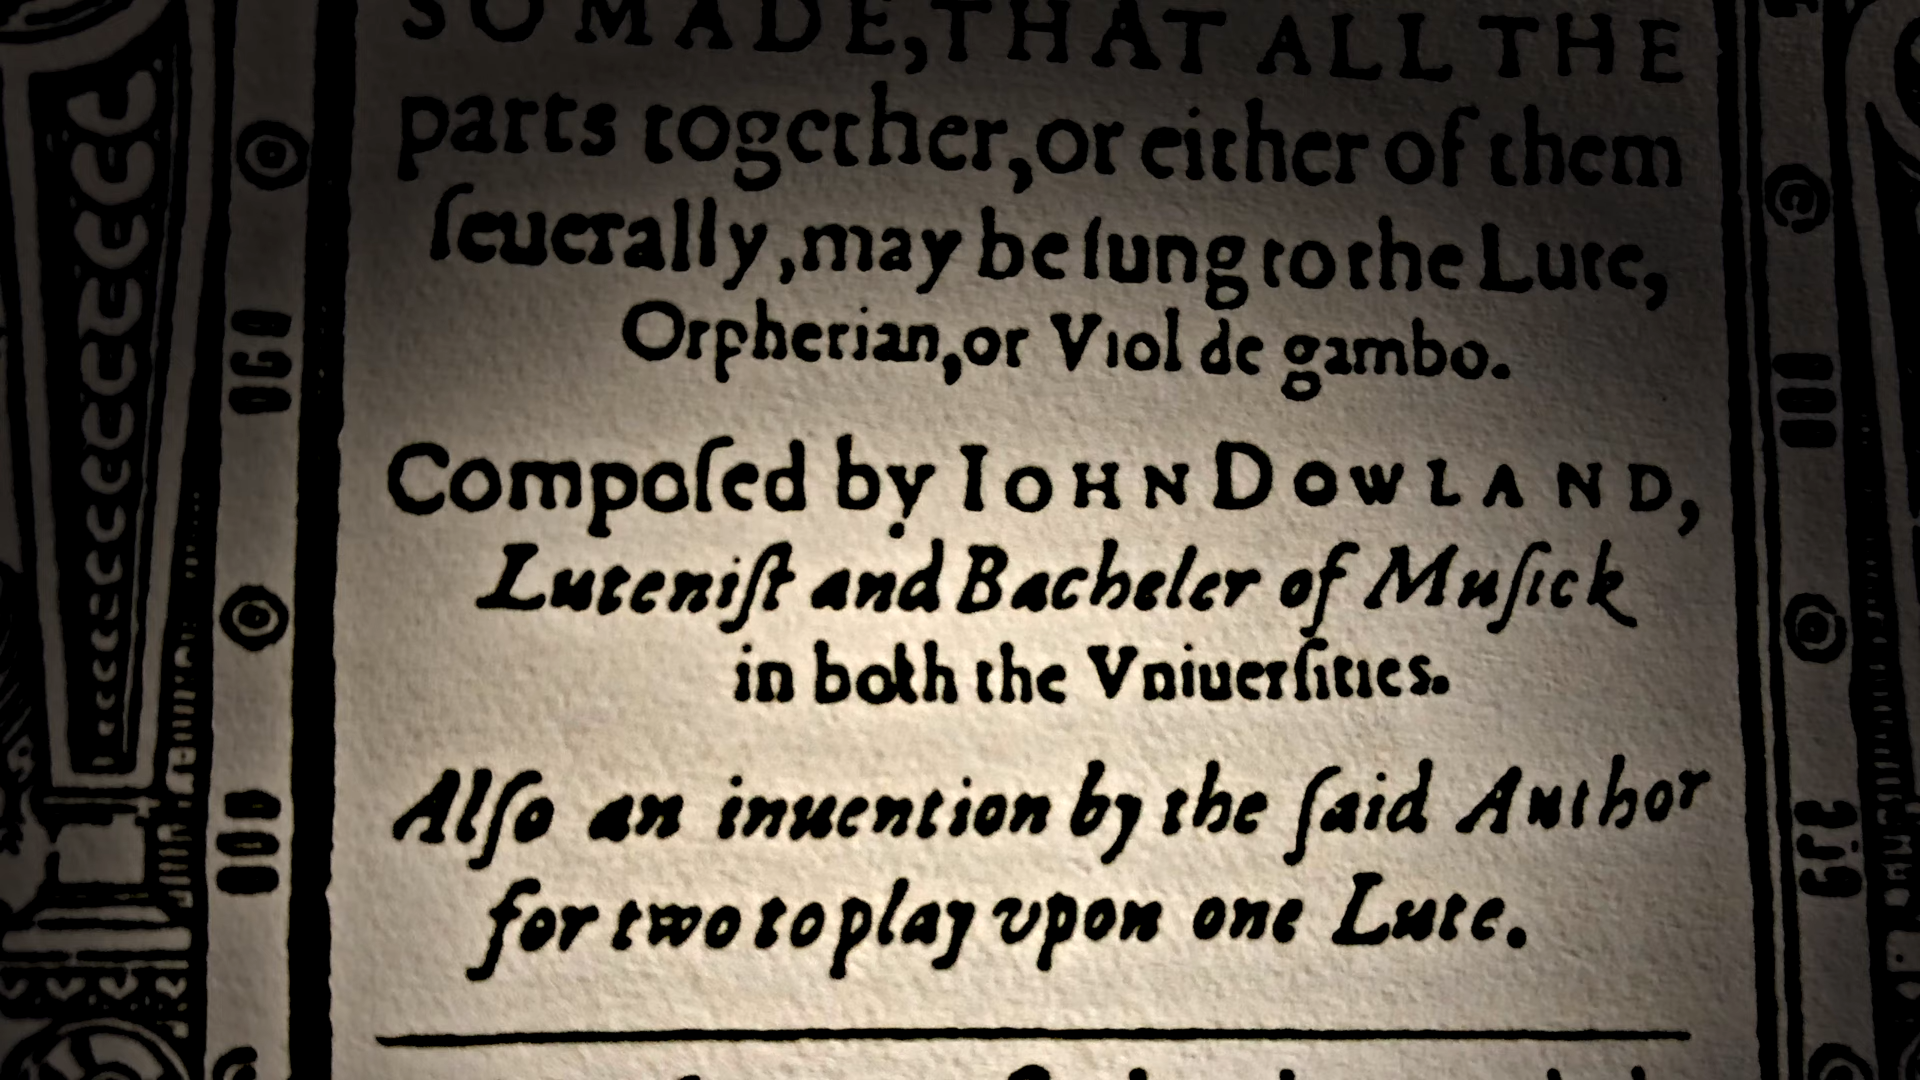 SO MADE, THAT ALL THE
parts together, or either of them
ſeuerally, may be ſung to the Lute,
Orpherian, or Viol de gambo.
Compoſed by IOHN DOWLAND,
Luteniſt and Bacheler of Muſick
in both the Vniuerſities.
Alſo an inuention by the ſaid Author
for two to play vpon one Lute.